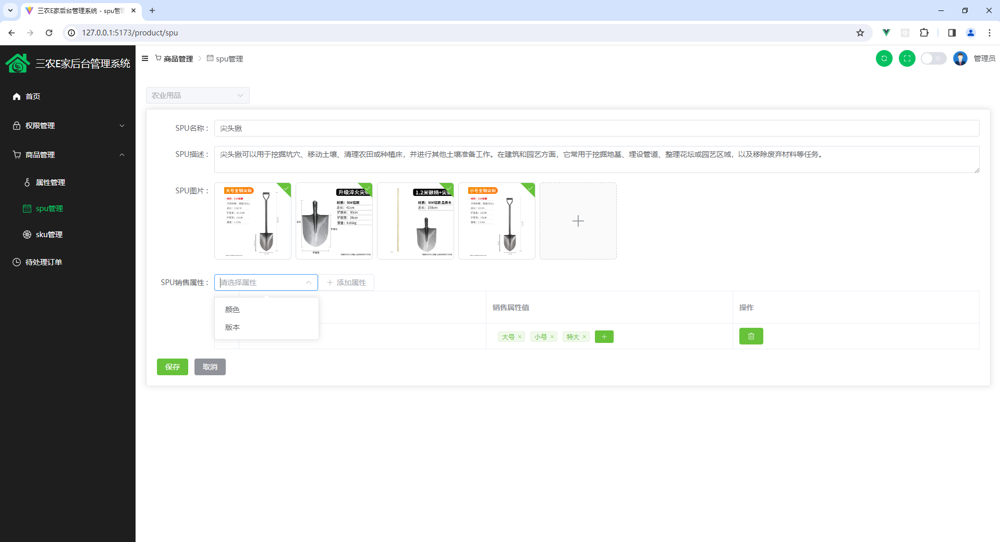 三农E家后台管理系统 - spu管
127.0.0.1:5173/product/spu
三农E家后台管理系统
商品管理
spu管理
管理员
首页
权限管理
商品管理
属性管理
spu管理
sku管理
待处理订单
农业用品
SPU名称：
尖头锹
SPU描述：
尖头锹可以用于挖掘坑穴、移动土壤、清理农田或种植床，并进行其他土壤准备工作。在建筑和园艺方面，它常用于挖掘地基、埋设管道、整理花坛或园艺区域，以及移除废弃材料等任务。
SPU图片：
大号全钢尖锹
材质：50#锰钢
升级淬火尖锹
材质：50#锰钢
总长：41cm
铲面长：30cm
铲面宽：24cm
重量：0.86kg
铲面宽
1.2米锹柄+尖锹
材质：50#锰钢 品质木
总长：150cm
小号全钢尖锹
材质：50#锰钢
SPU销售属性：
请选择属性
添加属性
颜色
版本
销售属性值
操作
大号
小号
特大
保存
取消